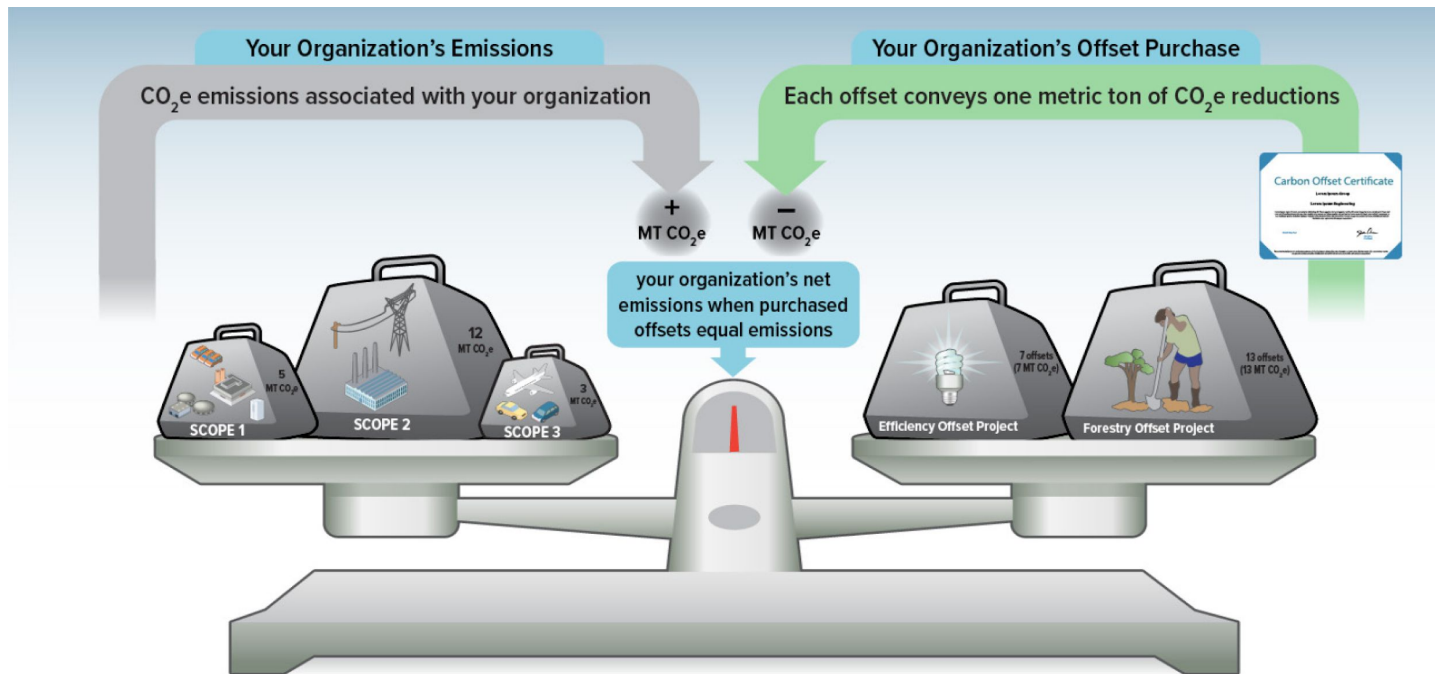 Your Organization's Emissions
CO₂e emissions associated with your organization
Your Organization's Offset Purchase
Each offset conveys one metric ton of CO₂e reductions
Carbon Offset Certificate
+
MT CO₂e
−
MT CO₂e
your organization's net
emissions when purchased
offsets equal emissions
5
MT CO₂e
SCOPE 1
12
MT CO₂e
SCOPE 2
3
MT CO₂e
SCOPE 3
7 offsets
(7 MT CO₂e)
Efficiency Offset Project
13 offsets
(13 MT CO₂e)
Forestry Offset Project